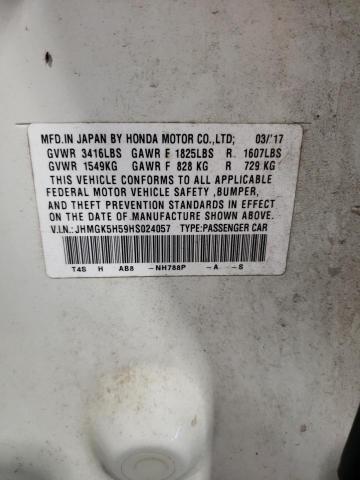 MFD.IN JAPAN BY HONDA MOTOR CO.,LTD; 03/'17
GVWR 3416LBS GAWR F 1825LBS R 1607LBS
GVWR 1549KG GAWR F 828 KG R 729 KG
THIS VEHICLE CONFORMS TO ALL APPLICABLE
FEDERAL MOTOR VEHICLE SAFETY ,BUMPER,
AND THEFT PREVENTION STANDARDS IN EFFECT
ON THE DATE OF MANUFACTURE SHOWN ABOVE.
V.I.N.: JHMGK5H59HS024057 TYPE:PASSENGER CAR
T4S H AB8 -NH788P -A -S